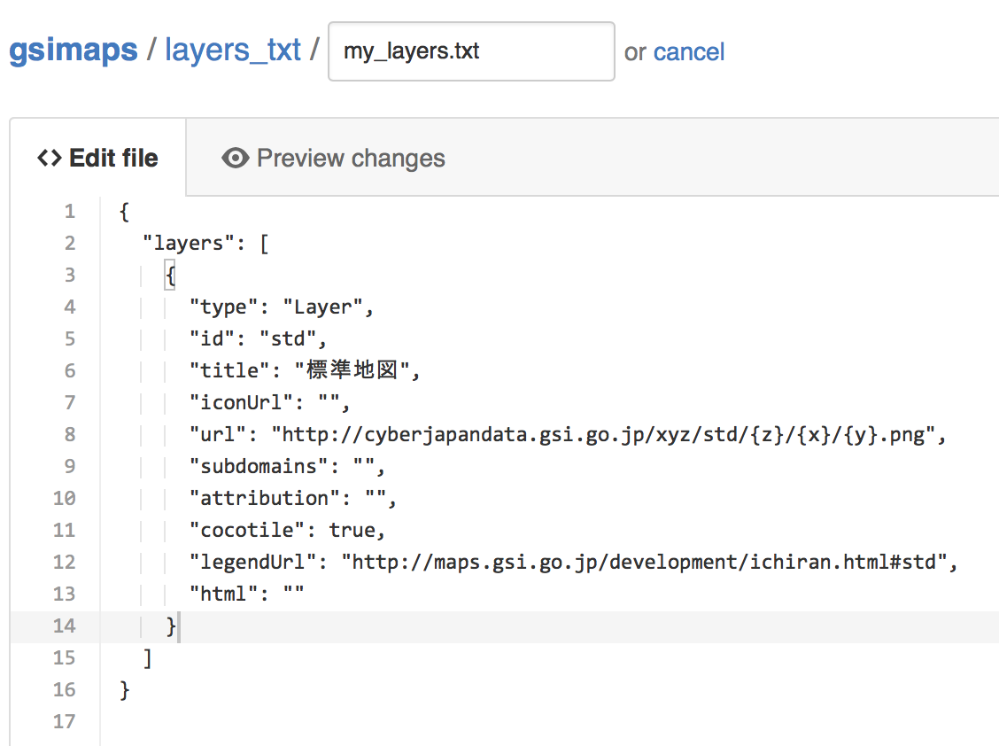 gsimaps / layers_txt / my_layers.txt or cancel
<> Edit file Preview changes
1 {
2 "layers": [
3 {
4 "type": "Layer",
5 "id": "std",
6 "title": "標準地図",
7 "iconUrl": "",
8 "url": "http://cyberjapandata.gsi.go.jp/xyz/std/{z}/{x}/{y}.png",
9 "subdomains": "",
10 "attribution": "",
11 "cocotile": true,
12 "legendUrl": "http://maps.gsi.go.jp/development/ichiran.html#std",
13 "html": ""
14 }
15 ]
16 }
17